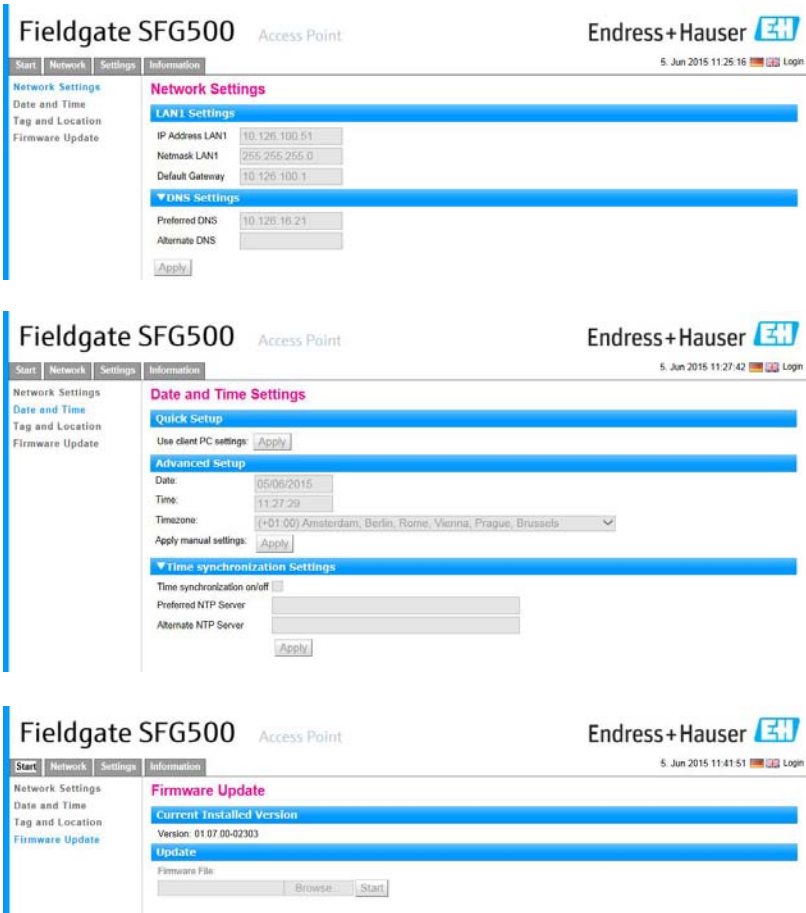 Fieldgate SFG500 Access Point Endress+Hauser EH
Start Network Settings Information 5. Jun 2015 11:25:16 Login
Network Settings
Date and Time
Tag and Location
Firmware Update
Network Settings
LAN1 Settings
IP Address LAN1 10.126.100.51
Netmask LAN1 255.255.255.0
Default Gateway 10.126.100.1
▼DNS Settings
Preferred DNS 10.126.16.21
Alternate DNS
Apply
Fieldgate SFG500 Access Point Endress+Hauser EH
Start Network Settings Information 5. Jun 2015 11:27:42 Login
Network Settings
Date and Time
Tag and Location
Firmware Update
Date and Time Settings
Quick Setup
Use client PC settings: Apply
Advanced Setup
Date: 05/06/2015
Time: 11:27:29
Timezone: (+01:00) Amsterdam, Berlin, Rome, Vienna, Prague, Brussels
Apply manual settings: Apply
▼Time synchronization Settings
Time synchronization on/off
Preferred NTP Server
Alternate NTP Server
Apply
Fieldgate SFG500 Access Point Endress+Hauser EH
Start Network Settings Information 5. Jun 2015 11:41:51 Login
Network Settings
Date and Time
Tag and Location
Firmware Update
Firmware Update
Current Installed Version
Version: 01.07.00-02303
Update
Firmware File
Browse... Start